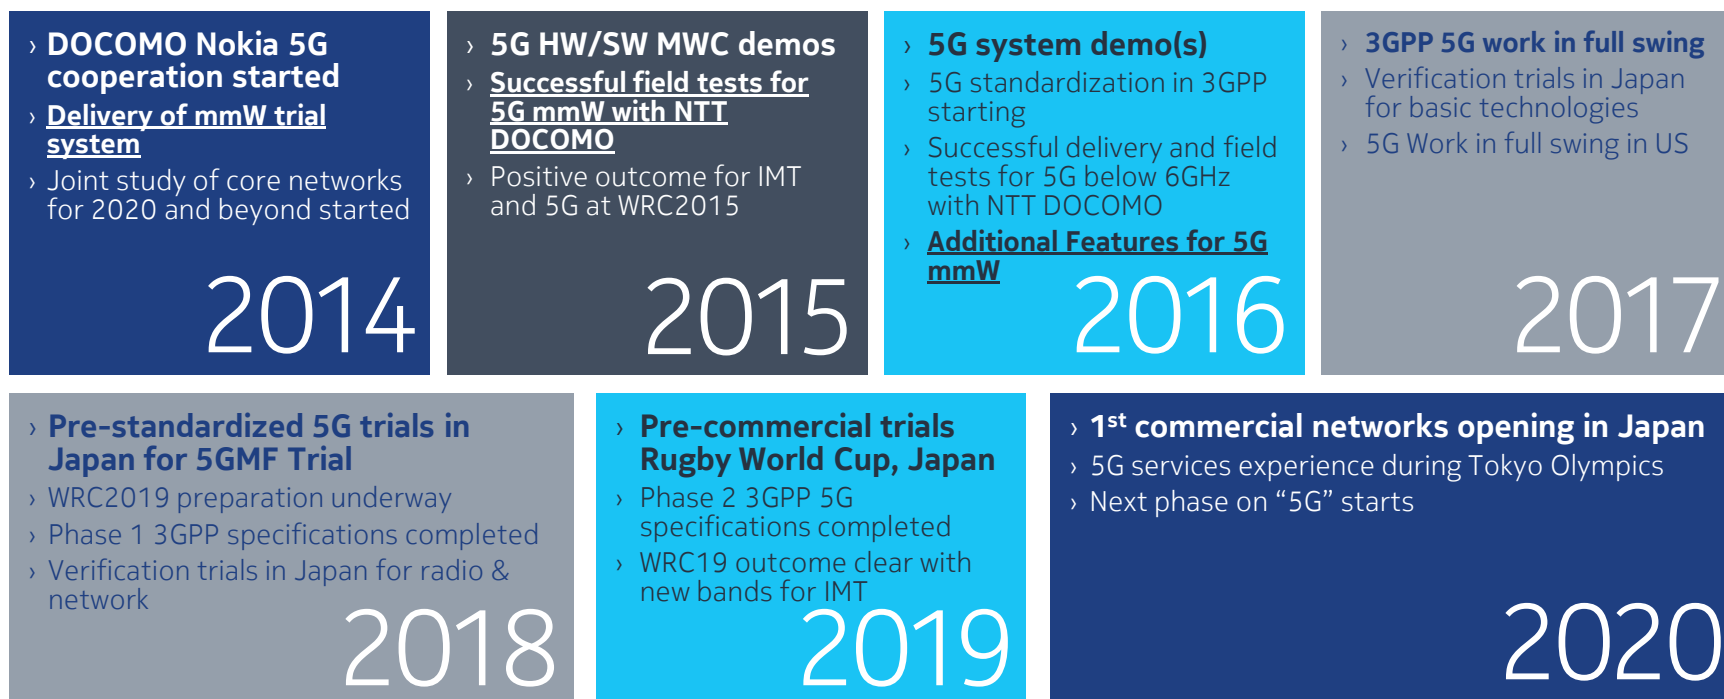 › DOCOMO Nokia 5G
cooperation started
› Delivery of mmW trial
system
› Joint study of core networks
for 2020 and beyond started
2014
› 5G HW/SW MWC demos
› Successful field tests for
5G mmW with NTT
DOCOMO
› Positive outcome for IMT
and 5G at WRC2015
2015
› 5G system demo(s)
› 5G standardization in 3GPP
starting
› Successful delivery and field
tests for 5G below 6GHz
with NTT DOCOMO
› Additional Features for 5G
mmW
2016
› 3GPP 5G work in full swing
› Verification trials in Japan
for basic technologies
› 5G Work in full swing in US
2017
› Pre-standardized 5G trials in
Japan for 5GMF Trial
› WRC2019 preparation underway
› Phase 1 3GPP specifications completed
› Verification trials in Japan for radio &
network
2018
› Pre-commercial trials
Rugby World Cup, Japan
› Phase 2 3GPP 5G
specifications completed
› WRC19 outcome clear with
new bands for IMT
2019
› 1st commercial networks opening in Japan
› 5G services experience during Tokyo Olympics
› Next phase on “5G” starts
2020